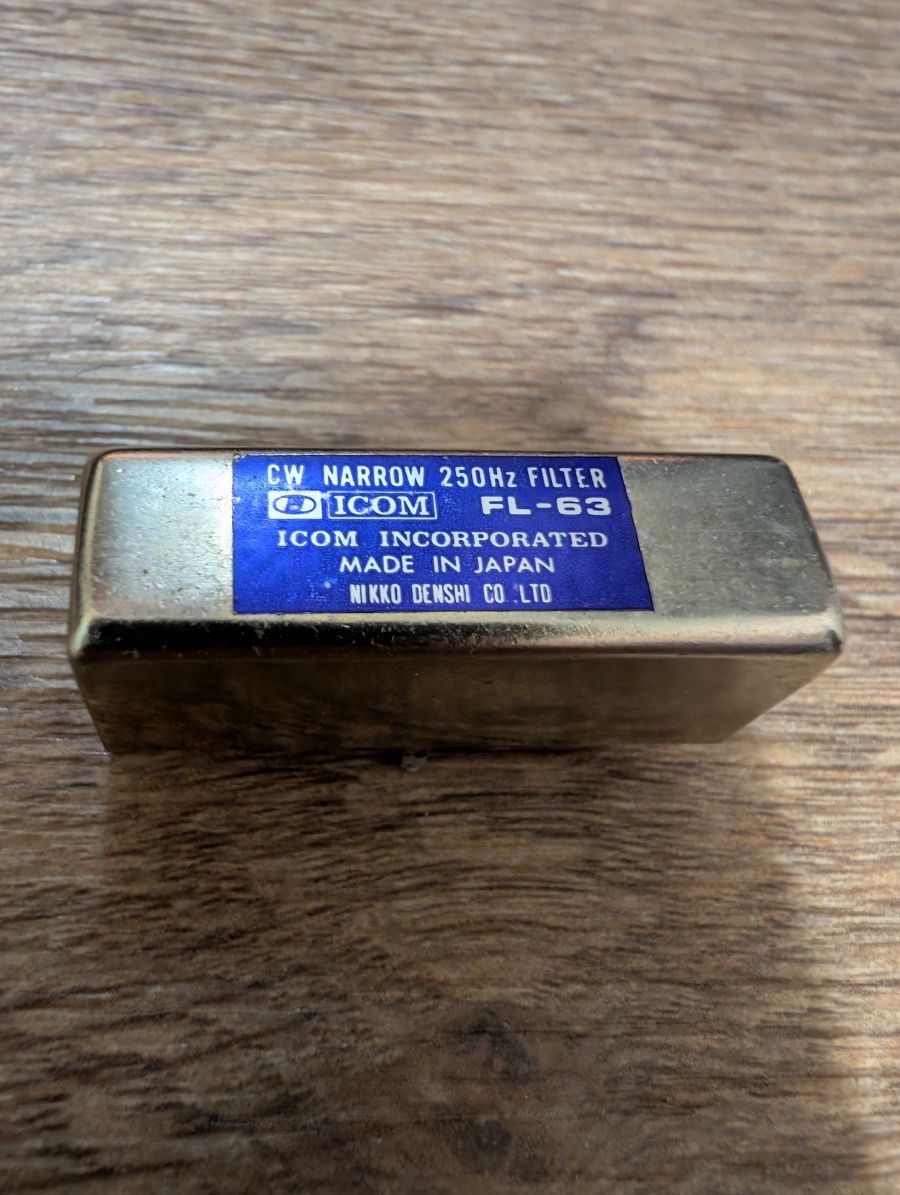 CW NARROW 250Hz FILTER
ICOM FL-63
ICOM INCORPORATED
MADE IN JAPAN
NIKKO DENSHI CO.,LTD